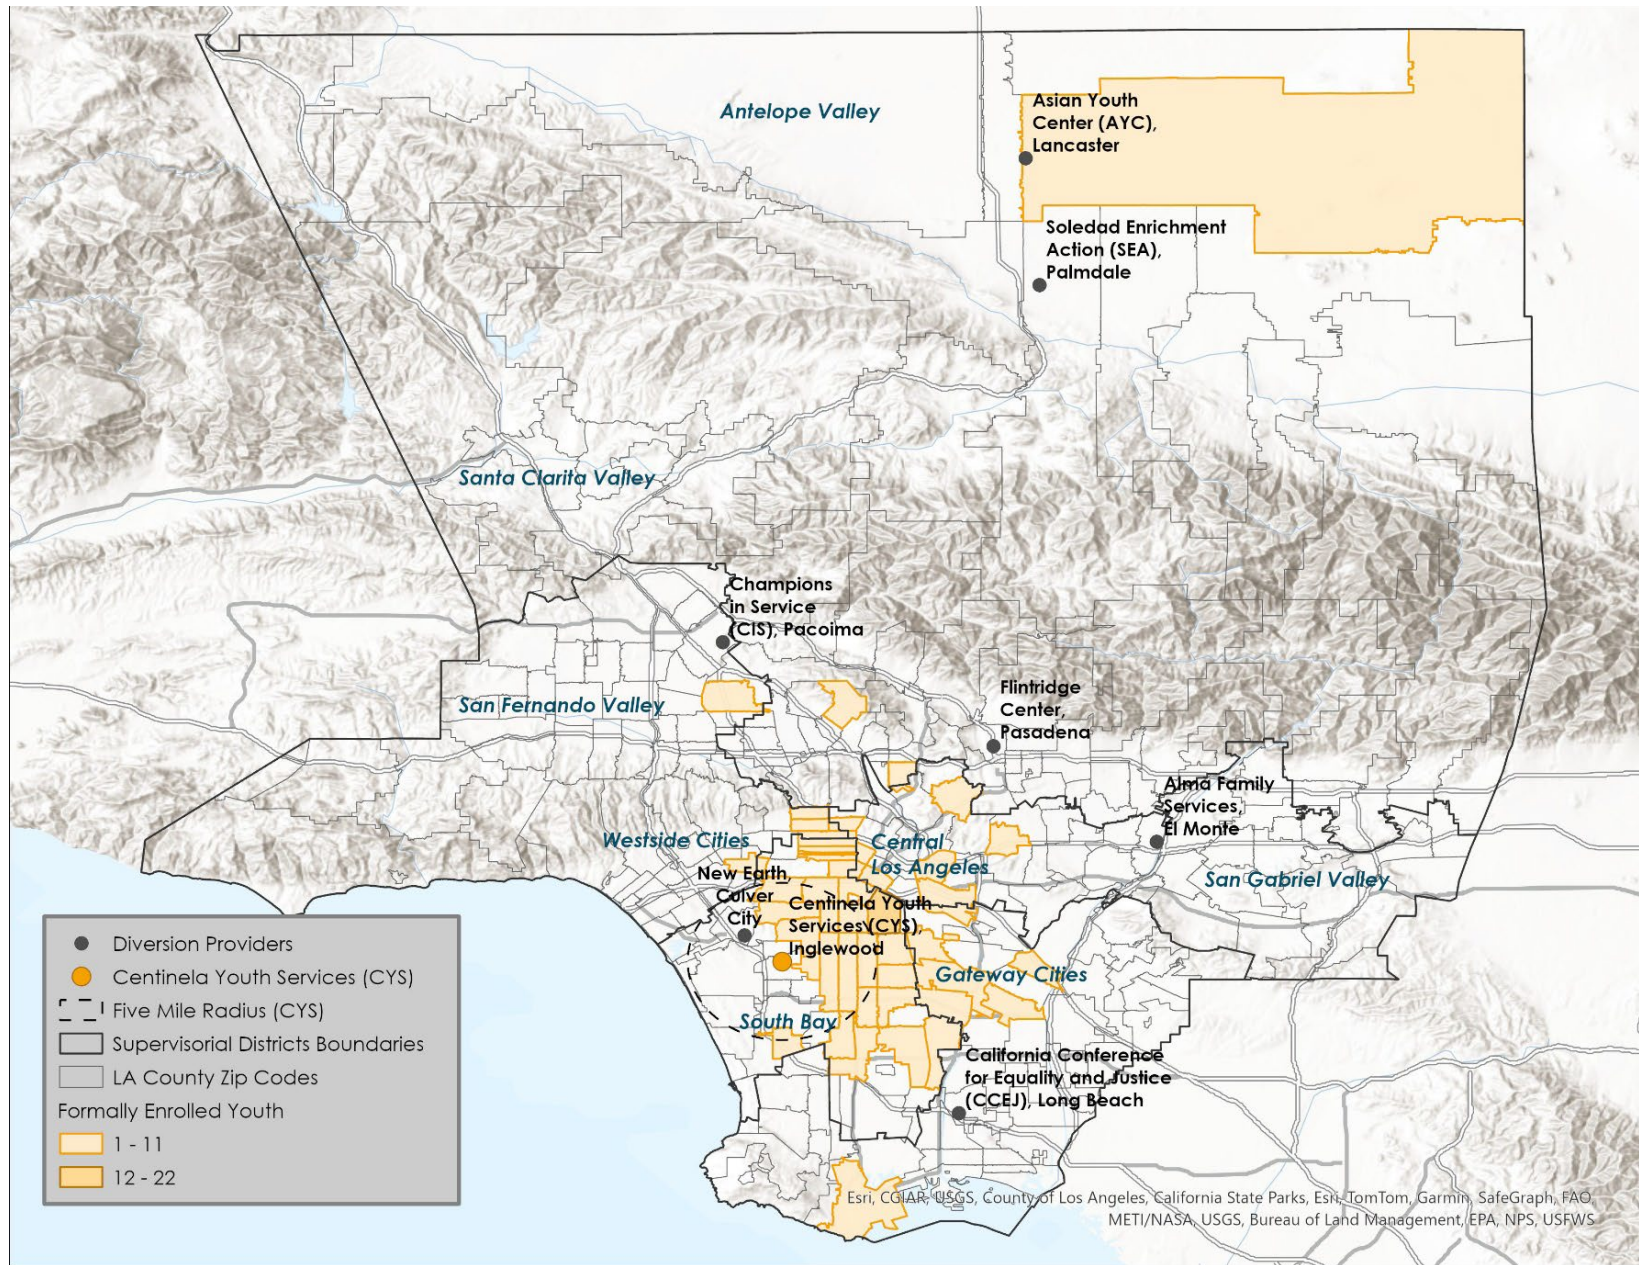 Antelope Valley
Asian Youth
Center (AYC),
Lancaster
Soledad Enrichment
Action (SEA),
Palmdale
Santa Clarita Valley
Champions
in Service
(CIS), Pacoima
San Fernando Valley
Flintridge
Center,
Pasadena
Alma Family
Services,
El Monte
Westside Cities
Central
Los Angeles
San Gabriel Valley
New Earth,
Culver
City
Centinela Youth
Services (CYS),
Inglewood
Gateway Cities
South Bay
California Conference
for Equality and Justice
(CCEJ), Long Beach
Diversion Providers
Centinela Youth Services (CYS)
Five Mile Radius (CYS)
Supervisorial Districts Boundaries
LA County Zip Codes
Formally Enrolled Youth
1 - 11
12 - 22
Esri, CGIAR, USGS, County of Los Angeles, California State Parks, Esri, TomTom, Garmin, SafeGraph, FAO,
METI/NASA, USGS, Bureau of Land Management, EPA, NPS, USFWS